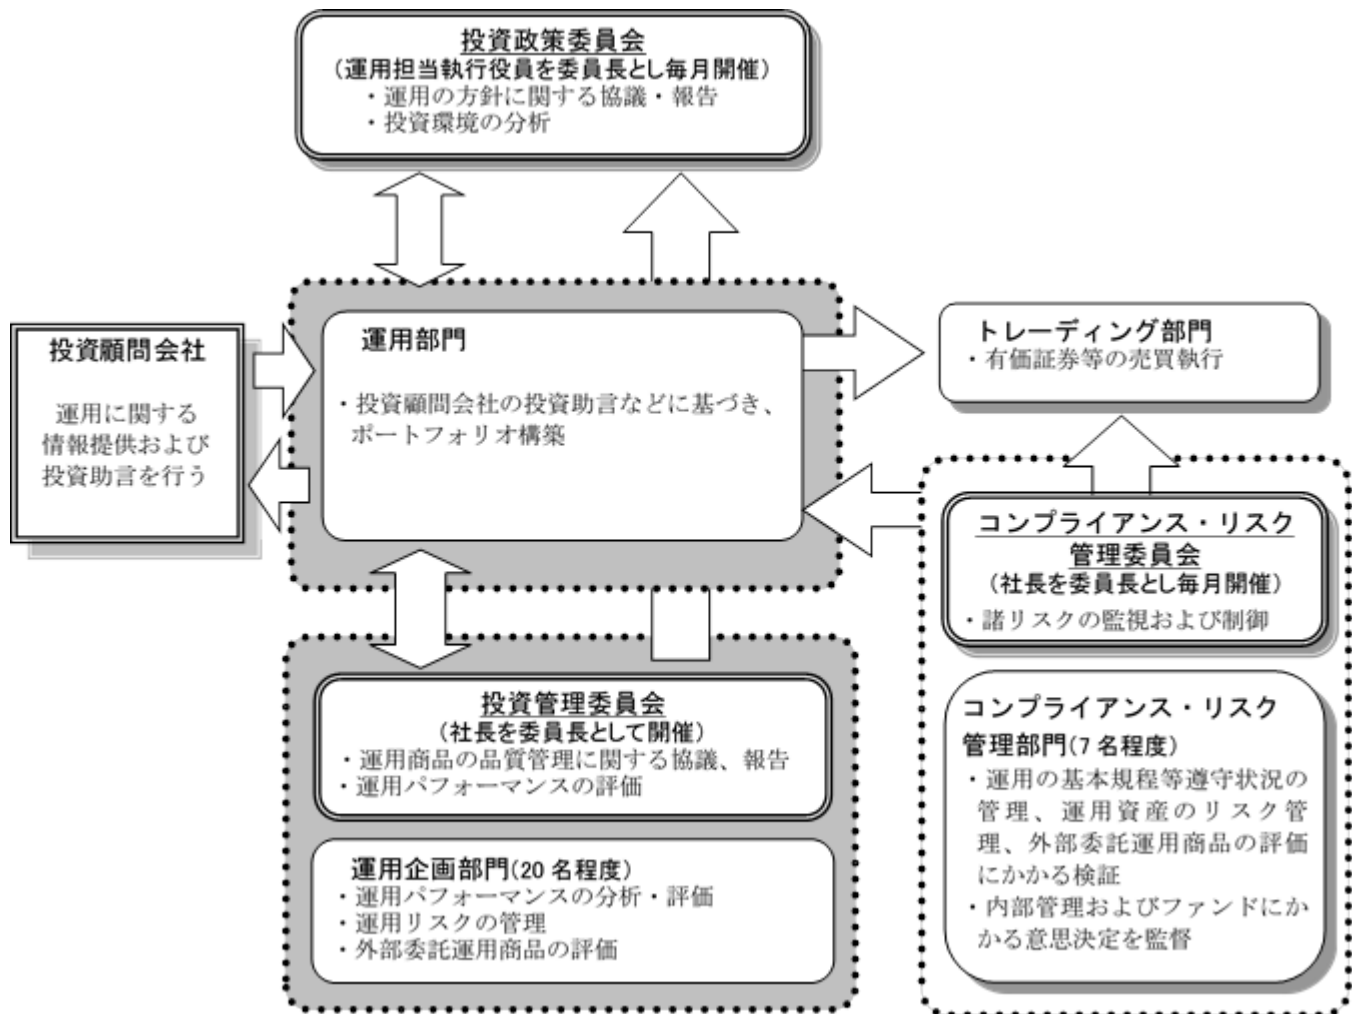 投資政策委員会
(運用担当執行役員を委員長とし毎月開催)
・運用の方針に関する協議・報告
・投資環境の分析
投資顧問会社
運用に関する
情報提供および
投資助言を行う
運用部門
・投資顧問会社の投資助言などに基づき、
ポートフォリオ構築
トレーディング部門
・有価証券等の売買執行
コンプライアンス・リスク
管理委員会
(社長を委員長とし毎月開催)
・諸リスクの監視および制御
コンプライアンス・リスク
管理部門(7名程度)
・運用の基本規程等遵守状況の
管理、運用資産のリスク管
理、外部委託運用商品の評価
にかかる検証
・内部管理およびファンドにか
かる意思決定を監督
投資管理委員会
(社長を委員長として開催)
・運用商品の品質管理に関する協議、報告
・運用パフォーマンスの評価
運用企画部門(20名程度)
・運用パフォーマンスの分析・評価
・運用リスクの管理
・外部委託運用商品の評価